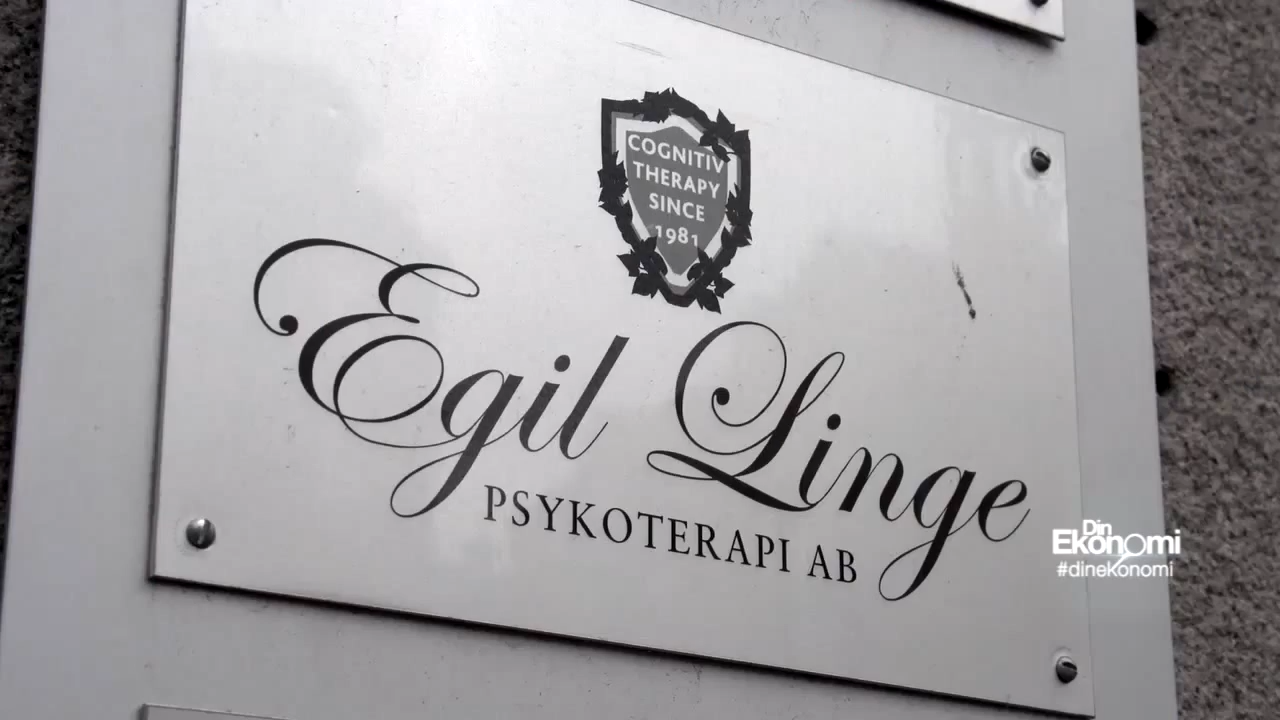 COGNITIV
THERAPY
SINCE
1981
Egil Linge
PSYKOTERAPI AB
Din
Ekonomi
#dinekonomi